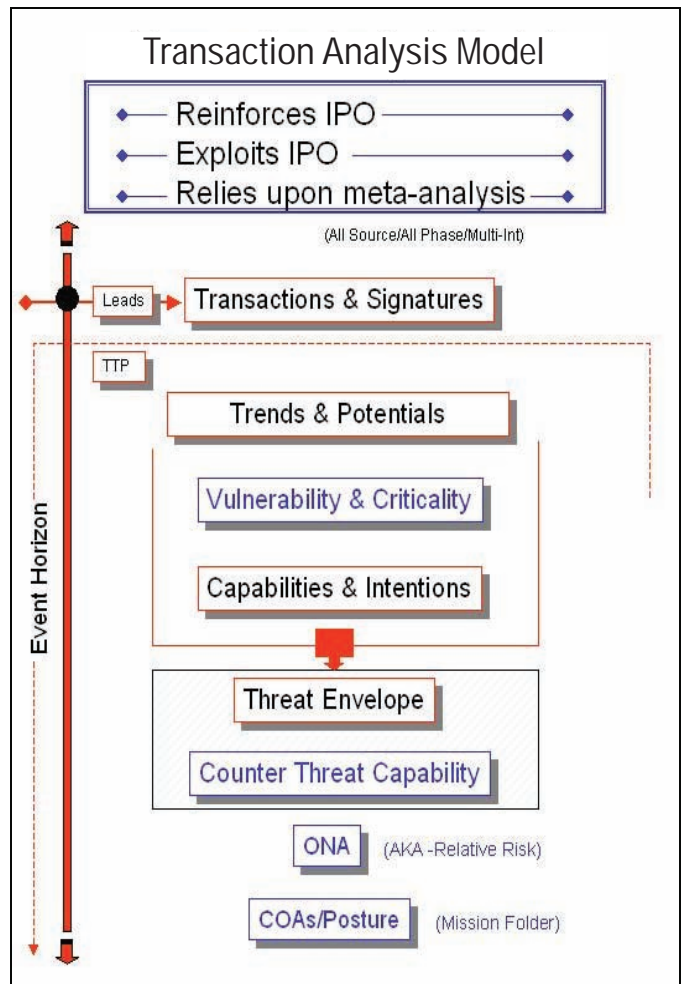 Transaction Analysis Model
Reinforces IPO
Exploits IPO
Relies upon meta-analysis
(All Source/All Phase/Multi-Int)
Leads
Transactions & Signatures
TTP
Trends & Potentials
Vulnerability & Criticality
Event Horizon
Capabilities & Intentions
Threat Envelope
Counter Threat Capability
ONA
(AKA -Relative Risk)
COAs/Posture
(Mission Folder)